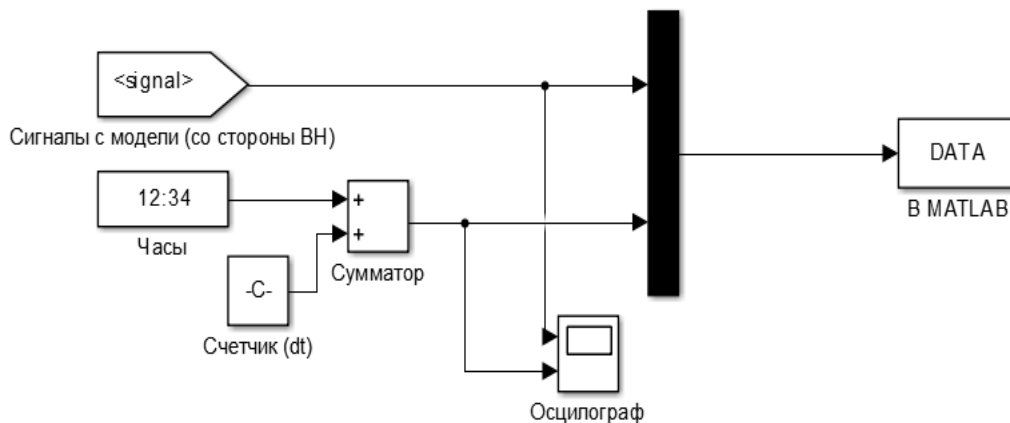 <signal>
Сигналы с модели (со стороны ВН)
12:34
Часы
+
+
Сумматор
-C-
Счетчик (dt)
Осцилограф
DATA
В MATLAB